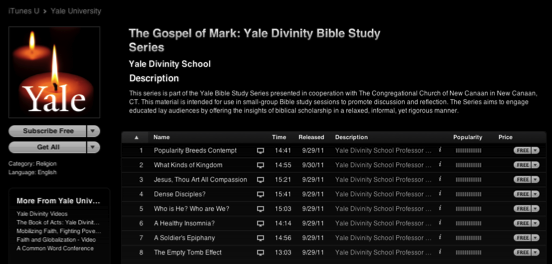 iTunes U > Yale University
The Gospel of Mark: Yale Divinity Bible Study
Series
Yale Divinity School
Description
This series is part of the Yale Bible Study Series presented in cooperation with The Congregational Church of New Canaan in New Canaan,
CT. This material is intended for use in small-group Bible study sessions to promote discussion and reflection. The Series aims to engage
educated lay audiences by offering the insights of biblical scholarship in a relaxed, informal, yet rigorous manner.
Yale
Subscribe Free
Get All
Category: Religion
Language: English
More From Yale Univ...
Yale Divinity Videos
The Book of Acts: Yale Divinit...
Mobilizing Faith, Fighting Pove...
Faith and Globalization - Video
A Common Word Conference
Name Time Released Description Popularity Price
1 Popularity Breeds Contempt 14:41 9/29/11 Yale Divinity School Professor ... FREE
2 What Kinds of Kingdom 14:55 9/30/11 Yale Divinity School Professor ... FREE
3 Jesus, Thou Art All Compassion 15:21 9/29/11 Yale Divinity School Professor ... FREE
4 Dense Disciples? 15:41 9/29/11 Yale Divinity School Professor ... FREE
5 Who is He? Who are We? 15:03 9/29/11 Yale Divinity School Professor ... FREE
6 A Healthy Insomnia? 14:14 9/29/11 Yale Divinity School Professor ... FREE
7 A Soldier's Epiphany 14:56 9/29/11 Yale Divinity School Professor ... FREE
8 The Empty Tomb Effect 13:03 9/29/11 Yale Divinity School Professor ... FREE